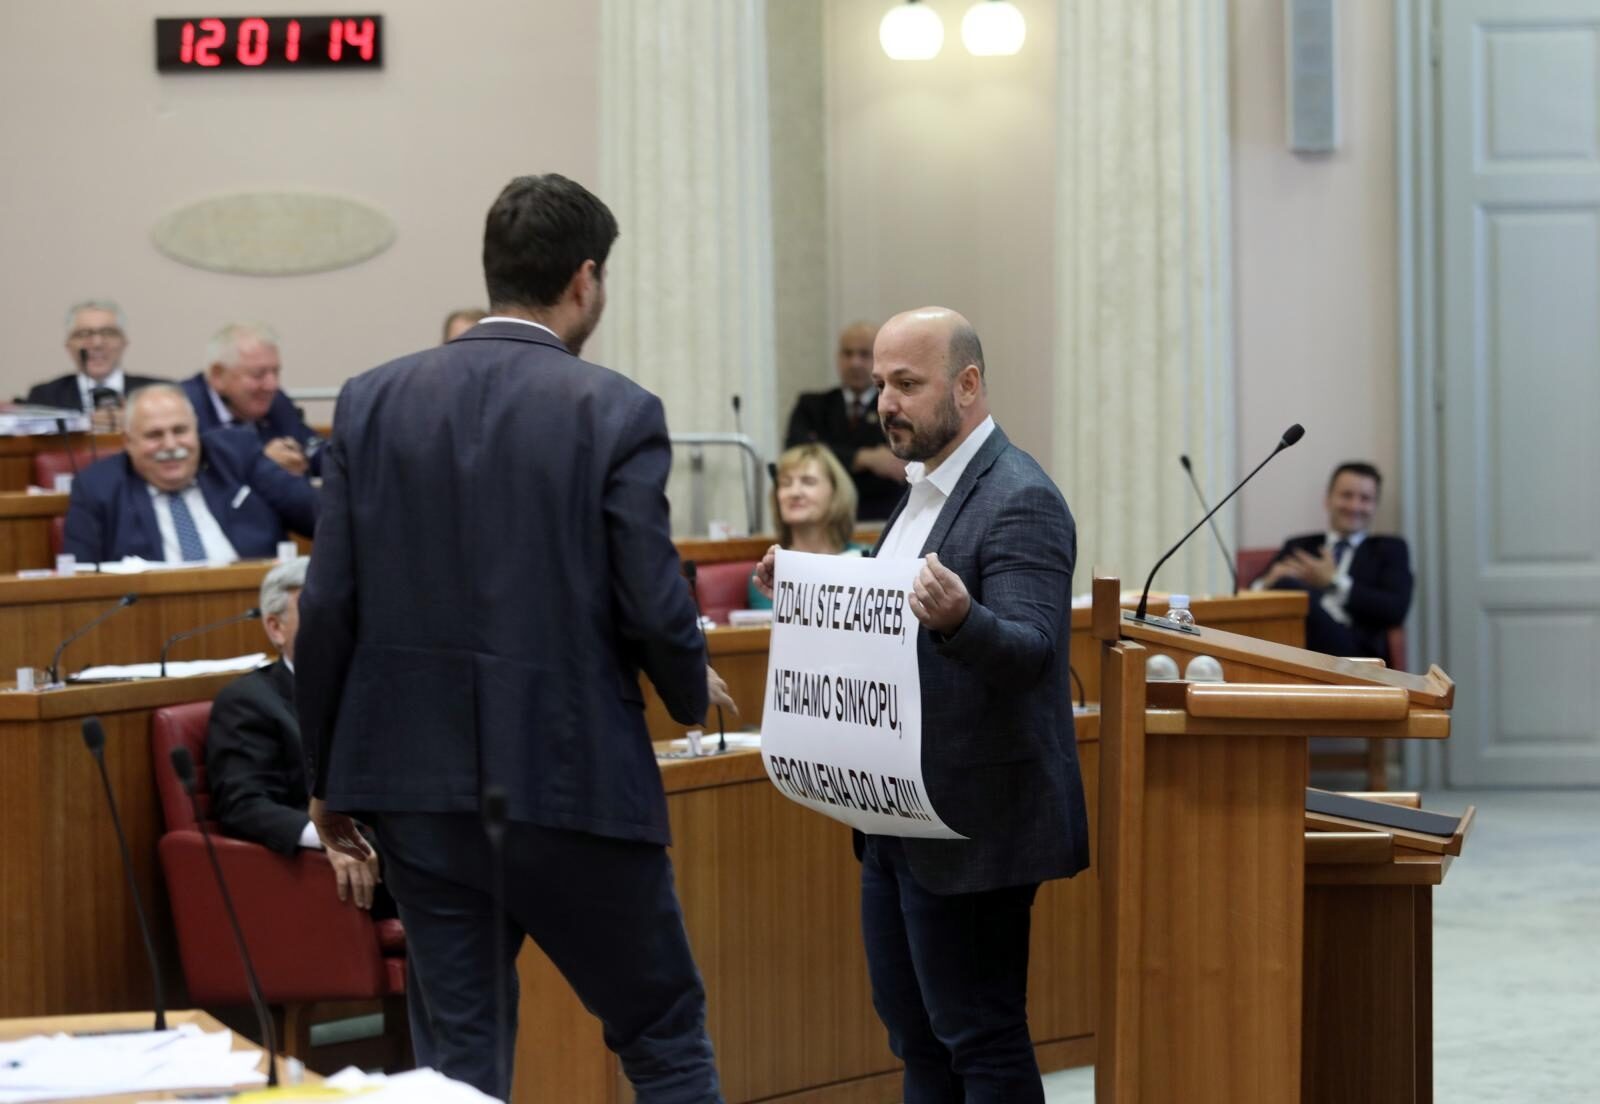 12 01 14
IZDALI STE ZAGREB,
NEMAMO SINKOPU,
PROMJENA DOLAZI!!!